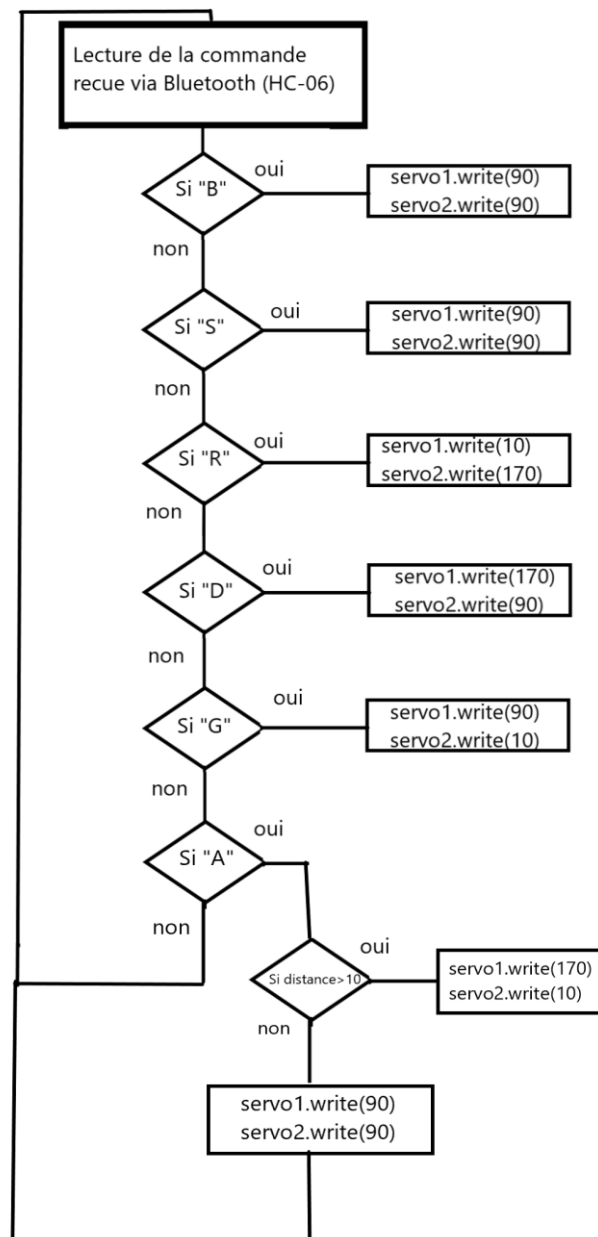 Lecture de la commande
recue via Bluetooth (HC-06)
Si "B"
oui
servo1.write(90)
servo2.write(90)
non
Si "S"
oui
servo1.write(90)
servo2.write(90)
non
Si "R"
oui
servo1.write(10)
servo2.write(170)
non
Si "D"
oui
servo1.write(170)
servo2.write(90)
non
Si "G"
oui
servo1.write(90)
servo2.write(10)
non
Si "A"
oui
non
Si distance>10
oui
servo1.write(170)
servo2.write(10)
non
servo1.write(90)
servo2.write(90)